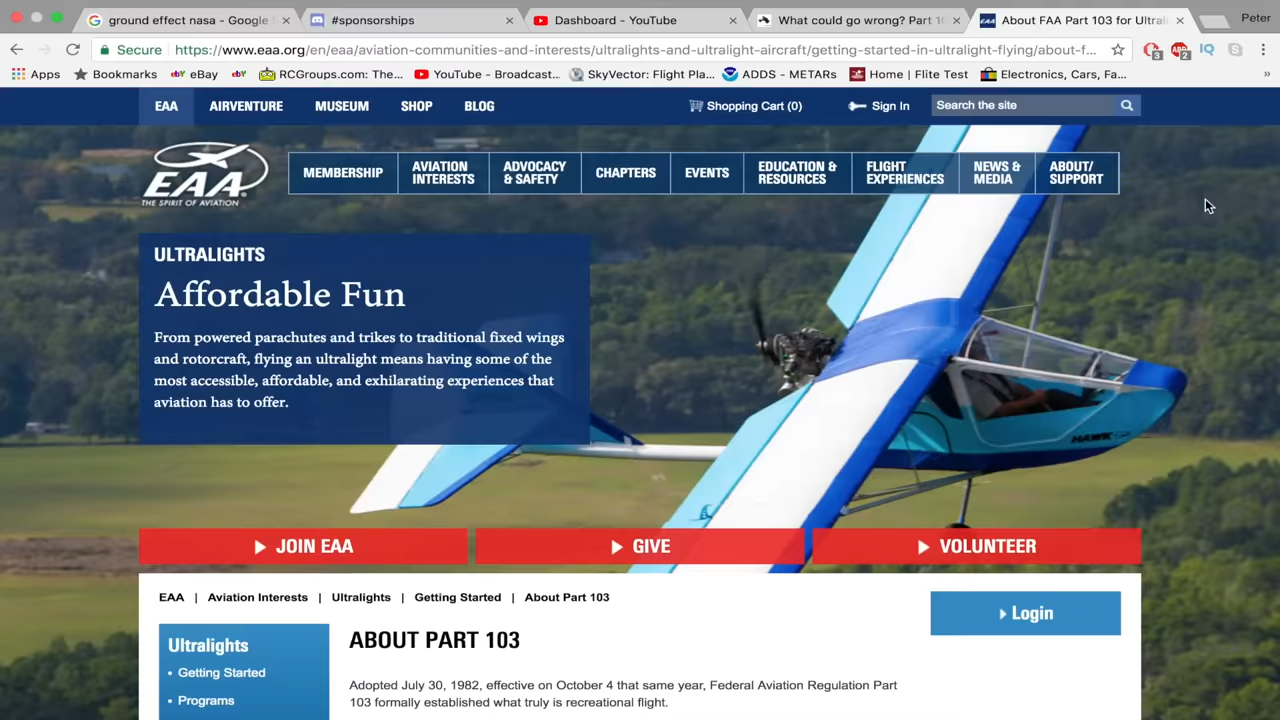 ground effect nasa - Google
#sponsorships
Dashboard - YouTube
What could go wrong? Part 1
About FAA Part 103 for Ultral
Peter
Secure
https://www.eaa.org/en/eaa/aviation-communities-and-interests/ultralights-and-ultralight-aircraft/getting-started-in-ultralight-flying/about-f...
3
ABP
2
IQ
Apps
Bookmarks
ebY eBay
ebY
RCGroups.com: The...
YouTube - Broadcast...
SkyVector: Flight Pla...
ADDS - METARs
Home | Flite Test
Electronics, Cars, Fa...
»
EAA
AIRVENTURE
MUSEUM
SHOP
BLOG
Shopping Cart (0)
Sign In
Search the site
EAA
THE SPIRIT OF AVIATION
MEMBERSHIP
AVIATION
INTERESTS
ADVOCACY
& SAFETY
CHAPTERS
EVENTS
EDUCATION &
RESOURCES
FLIGHT
EXPERIENCES
NEWS &
MEDIA
ABOUT/
SUPPORT
ULTRALIGHTS
Affordable Fun
From powered parachutes and trikes to traditional fixed wings
and rotorcraft, flying an ultralight means having some of the
most accessible, affordable, and exhilarating experiences that
aviation has to offer.
HAWK
JOIN EAA
GIVE
VOLUNTEER
EAA | Aviation Interests | Ultralights | Getting Started | About Part 103
Login
Ultralights
• Getting Started
• Programs
ABOUT PART 103
Adopted July 30, 1982, effective on October 4 that same year, Federal Aviation Regulation Part
103 formally established what truly is recreational flight.